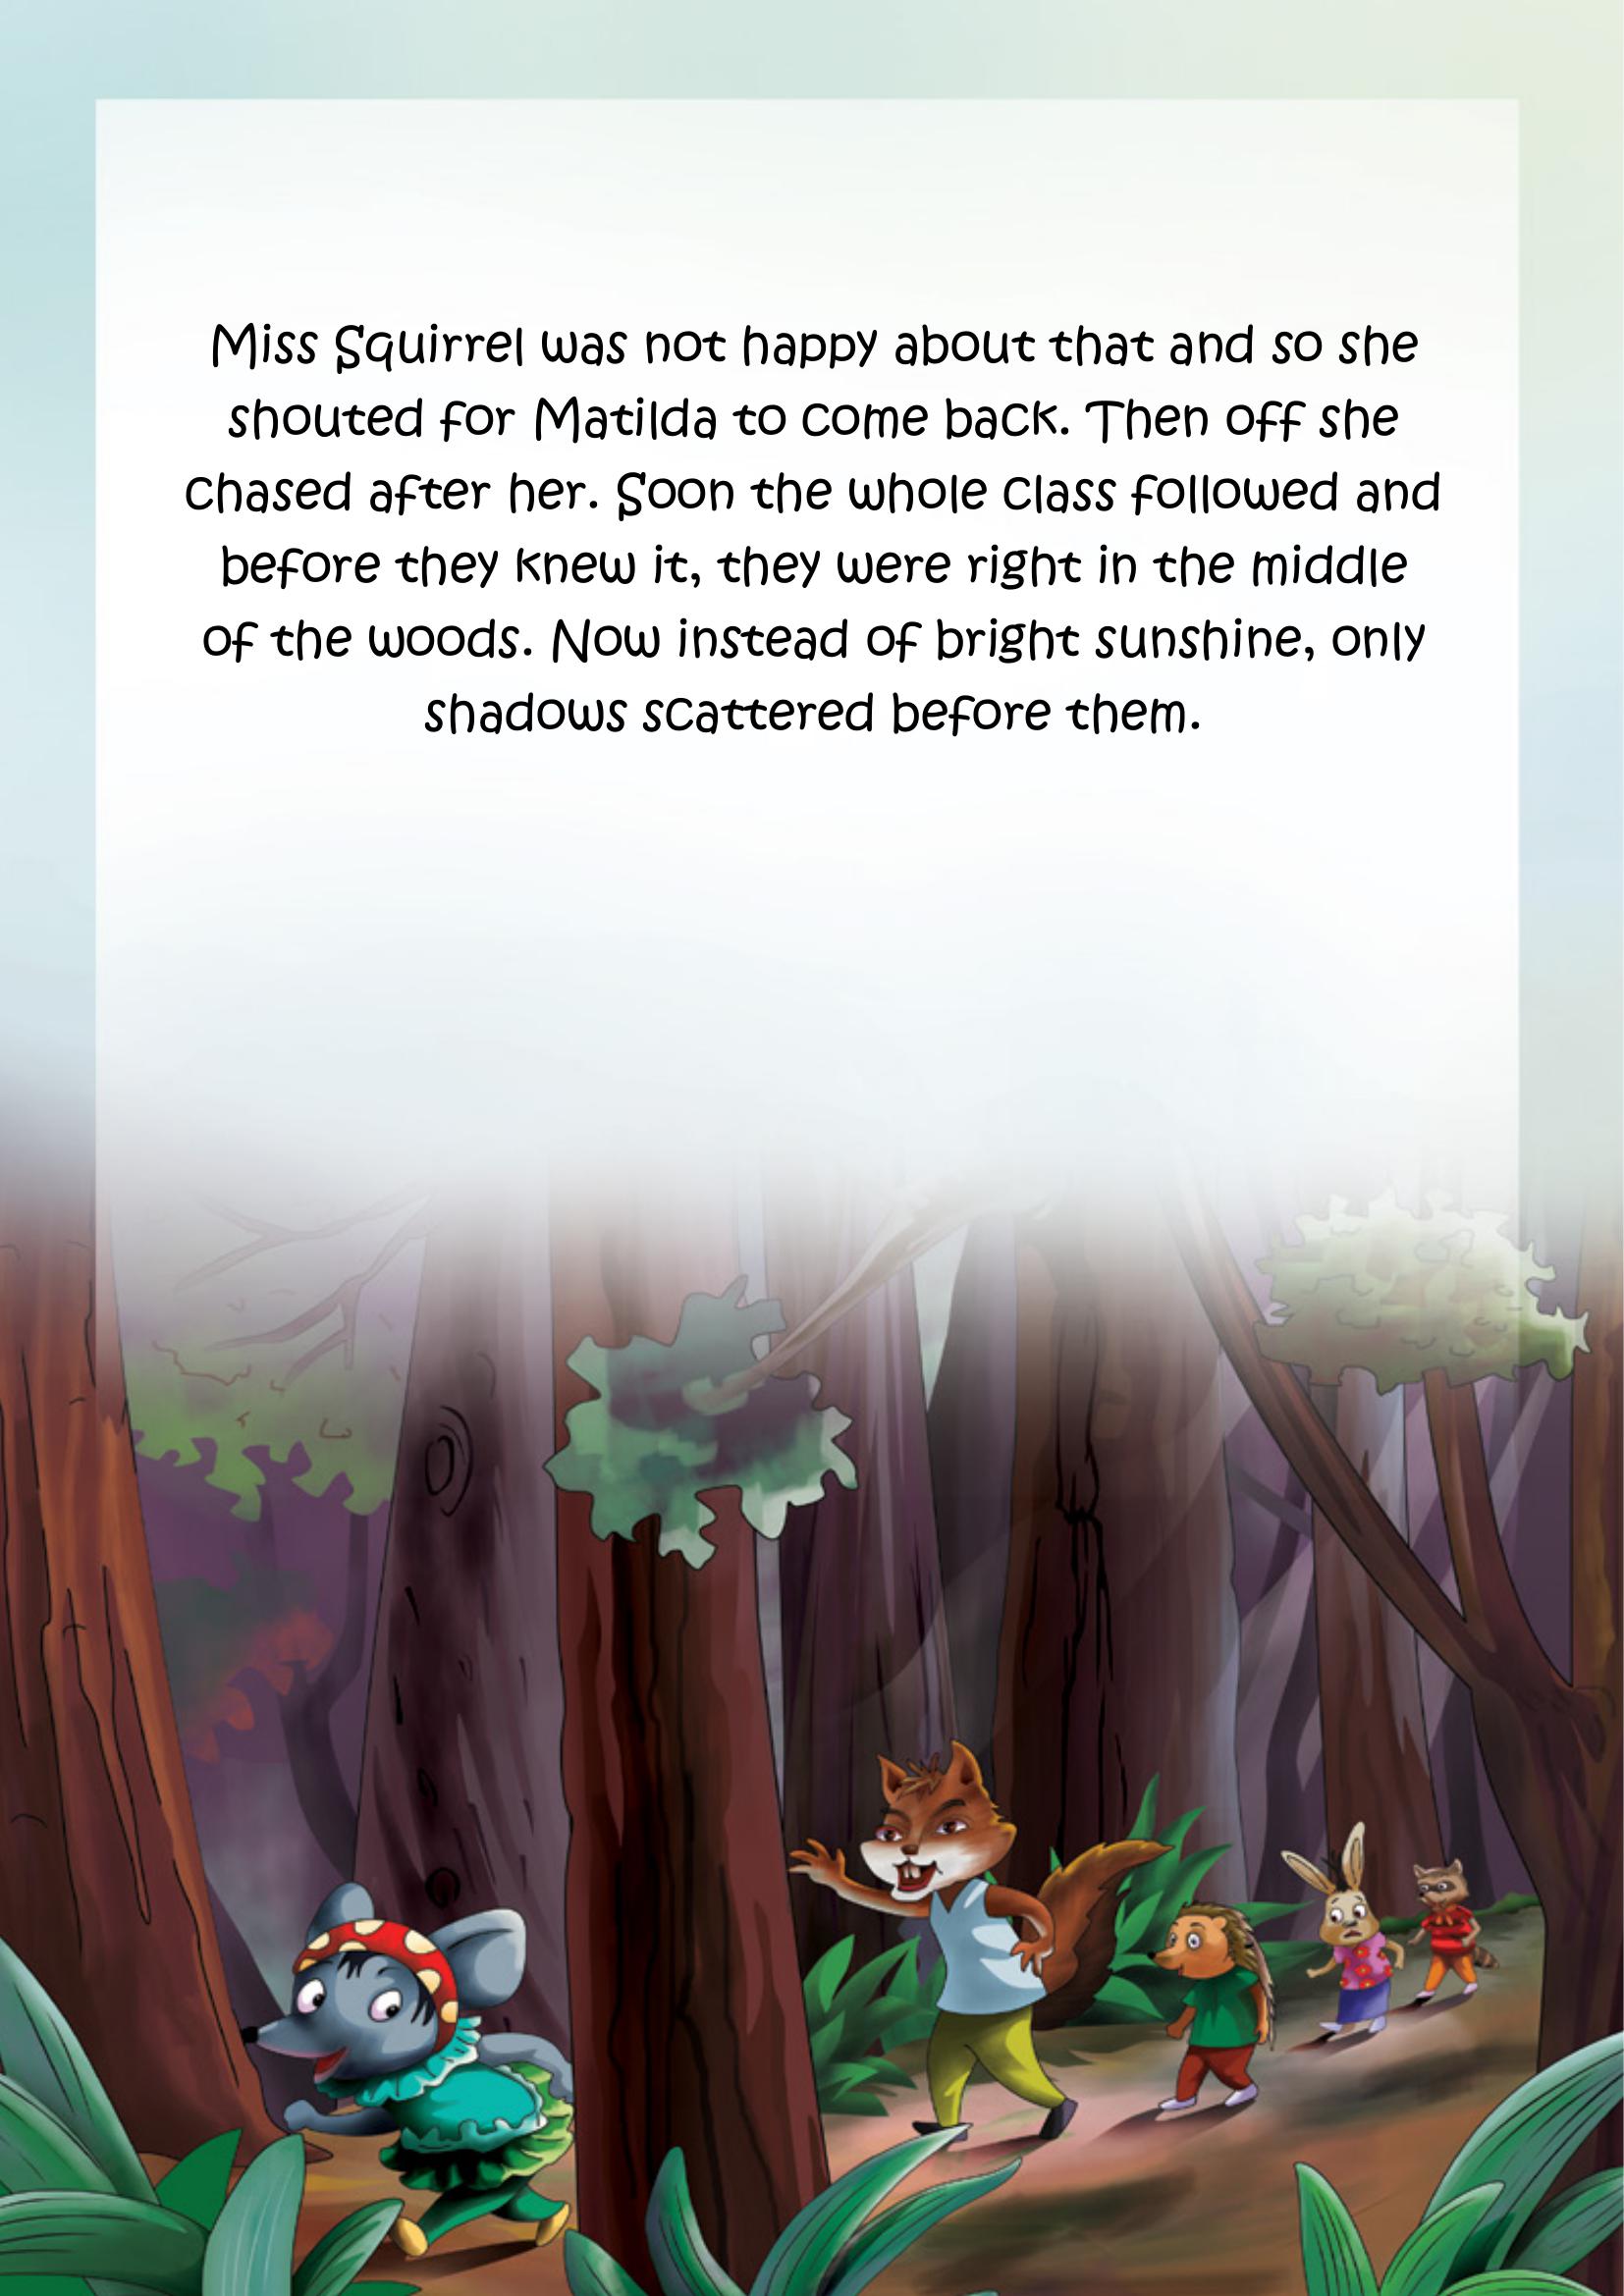 Miss Squirrel was not happy about that and so she
shouted for Matilda to come back. Then off she
chased after her. Soon the whole class followed and
before they knew it, they were right in the middle
of the woods. Now instead of bright sunshine, only
shadows scattered before them.